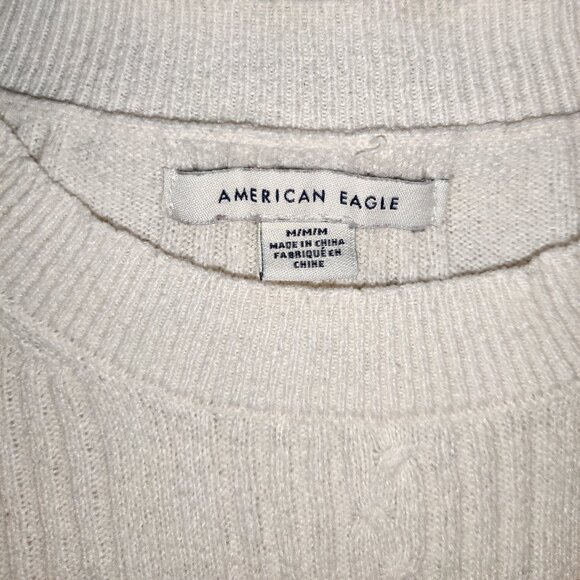 AMERICAN EAGLE
M/M/M
MADE IN CHINA
FABRIQUÉ EN
CHINE